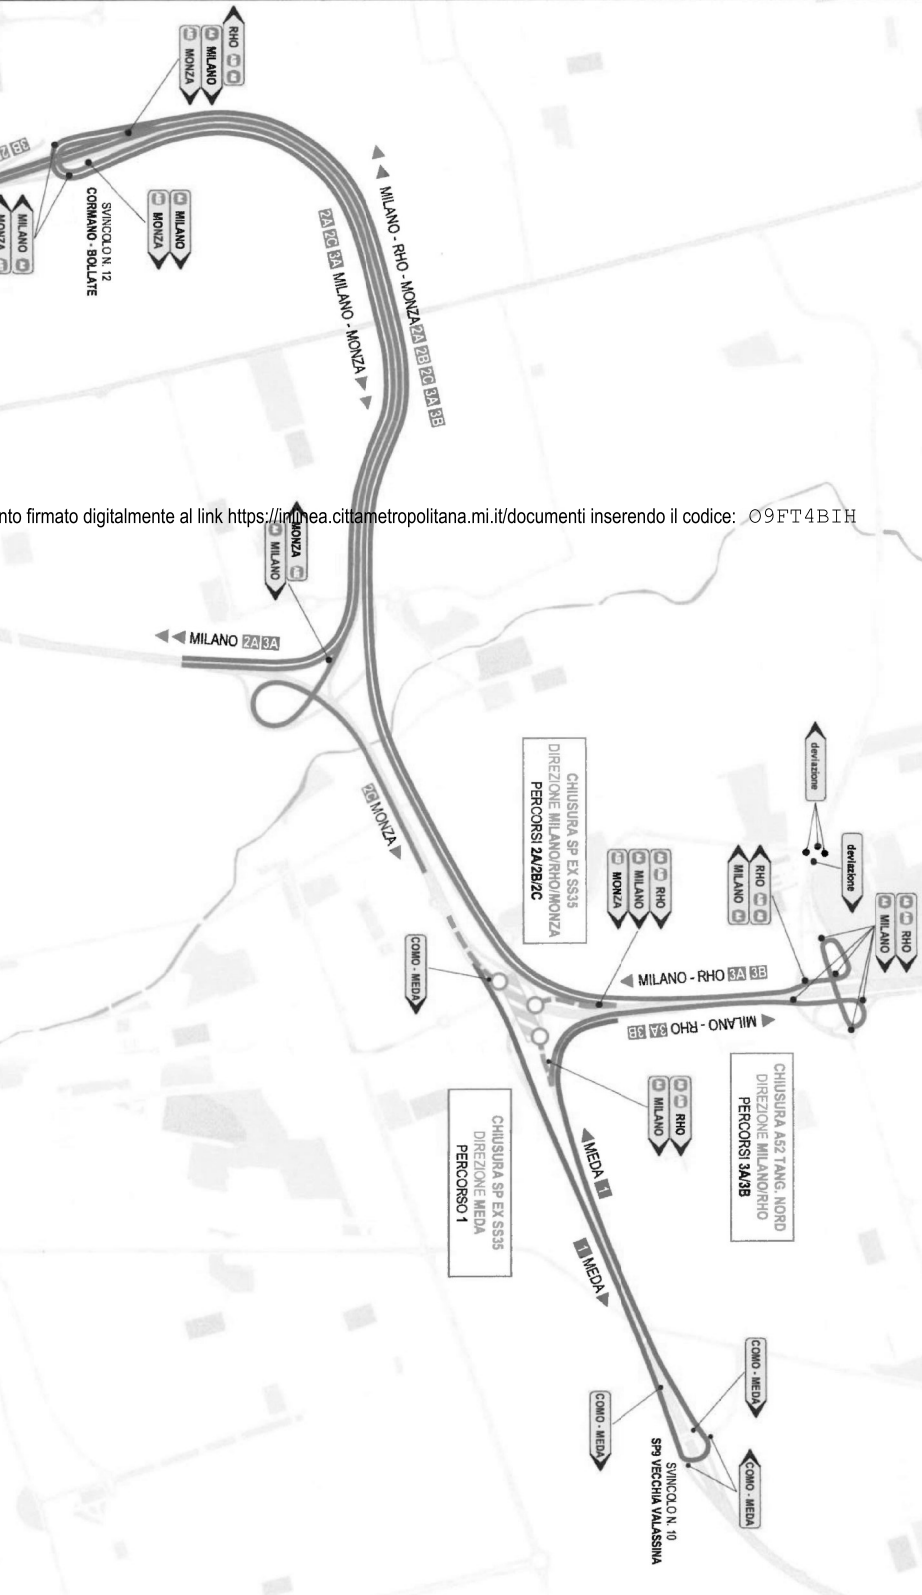 RHO
MILANO
MONZA
MILANO
MONZA
SVINCOLO N. 12
CORMANO - BOLLATE
MILANO
MONZA
3B
MILANO - RHO - MONZA 2A 2B 2C 3A 3B
2A 2C 3A MILANO - MONZA
nto firmato digitalmente al link https://inlinea.cittametropolitana.mi.it/documenti inserendo il codice: O9FT4BIH
MONZA
MILANO
MILANO 2A 3A
2C MONZA
CHIUSURA SP EX SS35
DIREZIONE MILANO/RHO/MONZA
PERCORSI 2A/2B/2C
deviazione
deviazione
RHO
MILANO
RHO
MILANO
RHO
MILANO
MONZA
COMO - MEDA
MILANO - RHO 3A 3B
MILANO - RHO 3A 3B
RHO
MILANO
CHIUSURA A52 TANG. NORD
DIREZIONE MILANO/RHO
PERCORSI 3A/3B
CHIUSURA SP EX SS35
DIREZIONE MEDA
PERCORSO 1
MEDA 1
1 MEDA
COMO - MEDA
COMO - MEDA
COMO - MEDA
SVINCOLO N. 10
SP9 VECCHIA VALASSINA